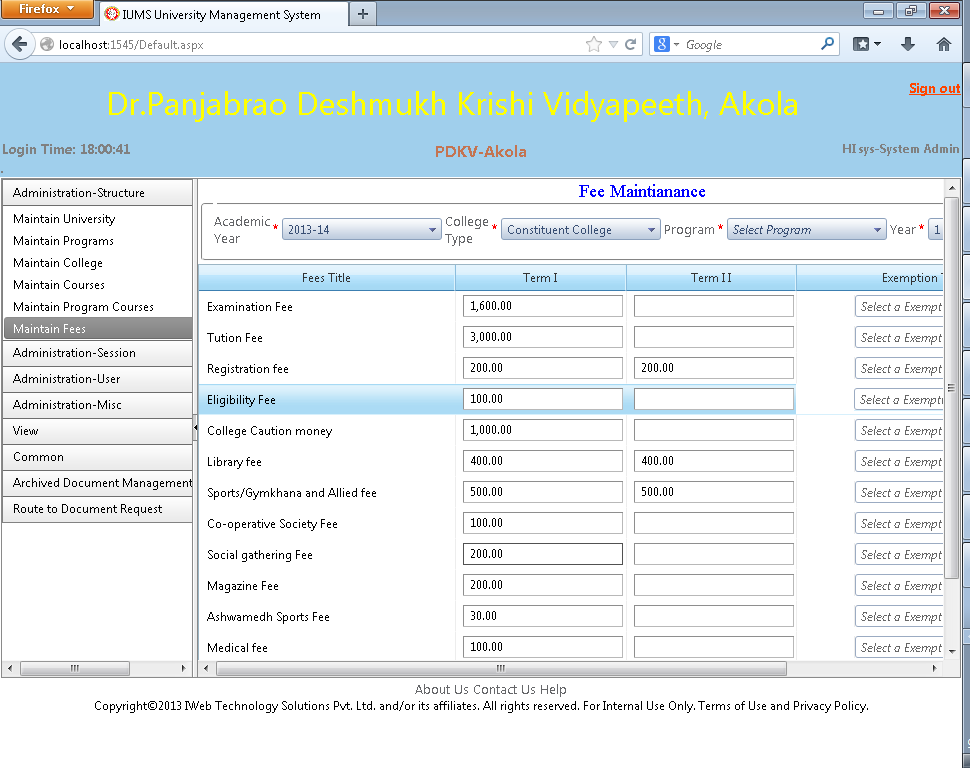 Firefox
IUMS University Management System
localhost:1545/Default.aspx
Google
Sign out
Dr.Panjabrao Deshmukh Krishi Vidyapeeth, Akola
Login Time: 18:00:41
PDKV-Akola
HIsys-System Admin
Administration-Structure
Maintain University
Maintain Programs
Maintain College
Maintain Courses
Maintain Program Courses
Maintain Fees
Administration-Session
Administration-User
Administration-Misc
View
Common
Archived Document Management
Route to Document Request
Fee Maintianance
Academic Year * 2013-14 College Type * Constituent College Program * Select Program Year * 1
Fees Title Term I Term II Exemption
Examination Fee 1,600.00 Select a Exempt
Tution Fee 3,000.00 Select a Exempt
Registration fee 200.00 200.00 Select a Exempt
Eligibility Fee 100.00 Select a Exempt
College Caution money 1,000.00 Select a Exempt
Library fee 400.00 400.00 Select a Exempt
Sports/Gymkhana and Allied fee 500.00 500.00 Select a Exempt
Co-operative Society Fee 100.00 Select a Exempt
Social gathering Fee 200.00 Select a Exempt
Magazine Fee 200.00 Select a Exempt
Ashwamedh Sports Fee 30.00 Select a Exempt
Medical fee 100.00 Select a Exempt
About Us Contact Us Help
Copyright©2013 IWeb Technology Solutions Pvt. Ltd. and/or its affiliates. All rights reserved. For Internal Use Only. Terms of Use and Privacy Policy.